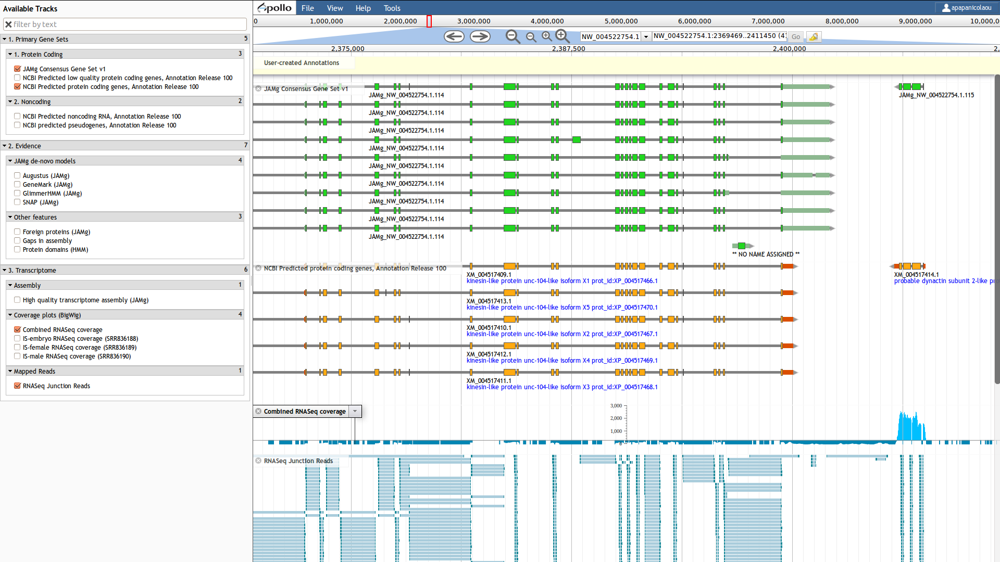 Available Tracks
filter by text
1. Primary Gene Sets 5
1. Protein Coding 3
JAMg Consensus Gene Set v1
NCBI Predicted low quality protein coding genes, Annotation Release 100
NCBI Predicted protein coding genes, Annotation Release 100
2. Noncoding 2
NCBI Predicted noncoding RNA, Annotation Release 100
NCBI predicted pseudogenes, Annotation Release 100
2. Evidence 7
JAMg de-novo models 4
Augustus (JAMg)
GeneMark (JAMg)
GlimmerHMM (JAMg)
SNAP (JAMg)
Other features 3
Foreign proteins (JAMg)
Gaps in assembly
Protein domains (HMM)
3. Transcriptome 6
Assembly 1
High quality transcriptome assembly (JAMg)
Coverage plots (BigWig) 4
Combined RNASeq coverage
IS-embryo RNASeq coverage (SRR836188)
IS-female RNASeq coverage (SRR836189)
IS-male RNASeq coverage (SRR836190)
Mapped Reads 1
RNASeq Junction Reads
Apollo File View Help Tools apapanicolaou
0 1,000,000 2,000,000 3,000,000 4,000,000 5,000,000 6,000,000 7,000,000 8,000,000 9,000,000 10,000,0
NW_004522754.1 NW_004522754.1:2369469..2411450 (41 Go
2,375,000 2,387,500 2,400,000 2,
User-created Annotations
JAMg Consensus Gene Set v1
JAMg_NW_004522754.1.114 JAMg_NW_004522754.1.115
JAMg_NW_004522754.1.114
JAMg_NW_004522754.1.114
JAMg_NW_004522754.1.114
JAMg_NW_004522754.1.114
JAMg_NW_004522754.1.114
JAMg_NW_004522754.1.114
JAMg_NW_004522754.1.114
JAMg_NW_004522754.1.114
** NO NAME ASSIGNED **
NCBI Predicted protein coding genes, Annotation Release 100
XM_004517409.1 XM_004517414.1
kinesin-like protein unc-104-like isoform X1 prot_id:XP_004517466.1 probable dynactin subunit 2-like pr
XM_004517413.1
kinesin-like protein unc-104-like isoform X5 prot_id:XP_004517470.1
XM_004517410.1
kinesin-like protein unc-104-like isoform X2 prot_id:XP_004517467.1
XM_004517412.1
kinesin-like protein unc-104-like isoform X4 prot_id:XP_004517469.1
XM_004517411.1
kinesin-like protein unc-104-like isoform X3 prot_id:XP_004517468.1
Combined RNASeq coverage
3,000
2,000
1,000
0
RNASeq Junction Reads